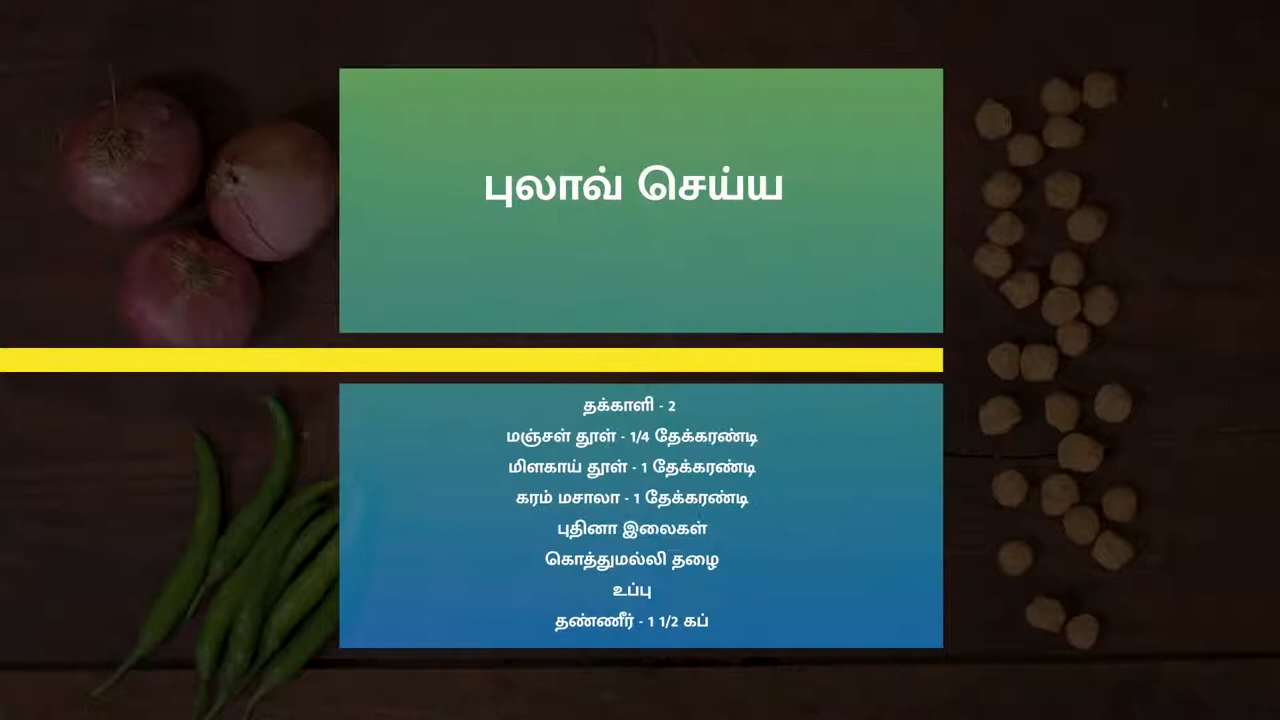 புலாவ் செய்ய
தக்காளி - 2
மஞ்சள் தூள் - 1/4 தேக்கரண்டி
மிளகாய் தூள் - 1 தேக்கரண்டி
கரம் மசாலா - 1 தேக்கரண்டி
புதினா இலைகள்
கொத்துமல்லி தழை
உப்பு
தண்ணீர் - 1 1/2 கப்